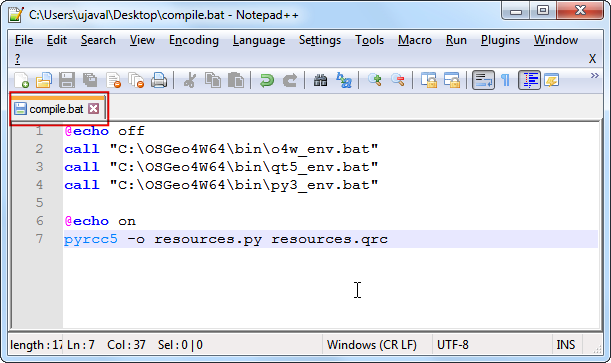 C:\Users\ujaval\Desktop\compile.bat - Notepad++
File Edit Search View Encoding Language Settings Tools Macro Run Plugins Window
? X
compile.bat
1 @echo off
2 call "C:\OSGeo4W64\bin\o4w_env.bat"
3 call "C:\OSGeo4W64\bin\qt5_env.bat"
4 call "C:\OSGeo4W64\bin\py3_env.bat"
5
6 @echo on
7 pyrcc5 -o resources.py resources.qrc
length : 17 Ln : 7 Col : 37 Sel : 0 | 0 Windows (CR LF) UTF-8 INS